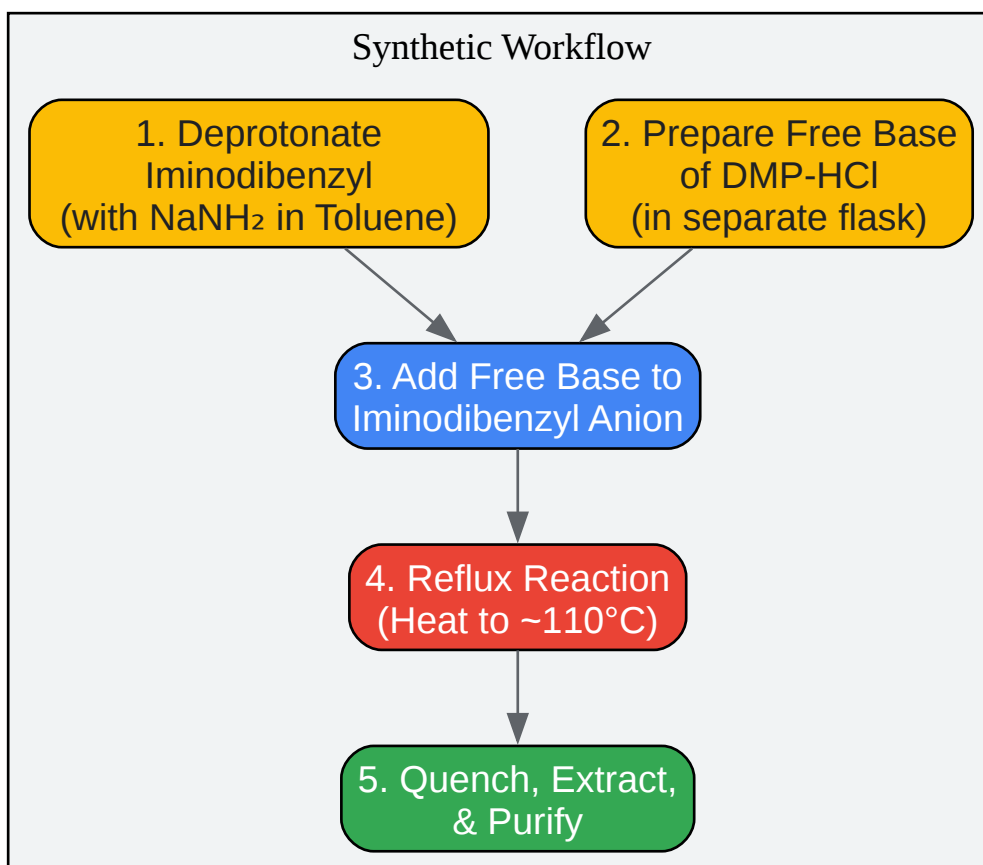 Synthetic Workflow
1. Deprotonate
Iminodibenzyl
(with NaNH₂ in Toluene)
2. Prepare Free Base
of DMP-HCl
(in separate flask)
3. Add Free Base to
Iminodibenzyl Anion
4. Reflux Reaction
(Heat to ~110°C)
5. Quench, Extract,
& Purify